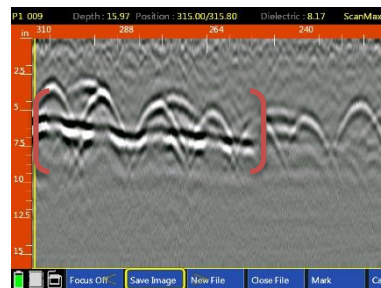 P1 009 Depth : 15.97 Position : 315.00/315.80 Dielectric : 8.17 ScanMax
in 310 288 264 240
2.5
5
7.5
10
12.5
15
Focus Off Save Image New File Close File Mark Ca